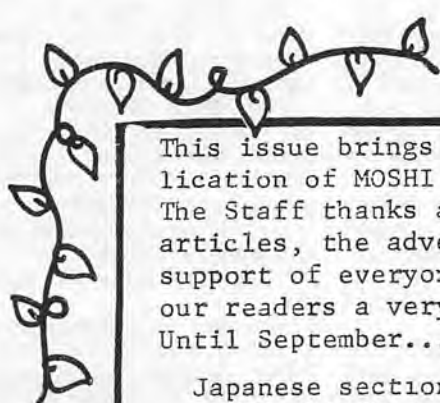 This issue brings
lication of MOSHI
The Staff thanks a
articles, the adve
support of everyo
our readers a very
Until September..
Japanese section